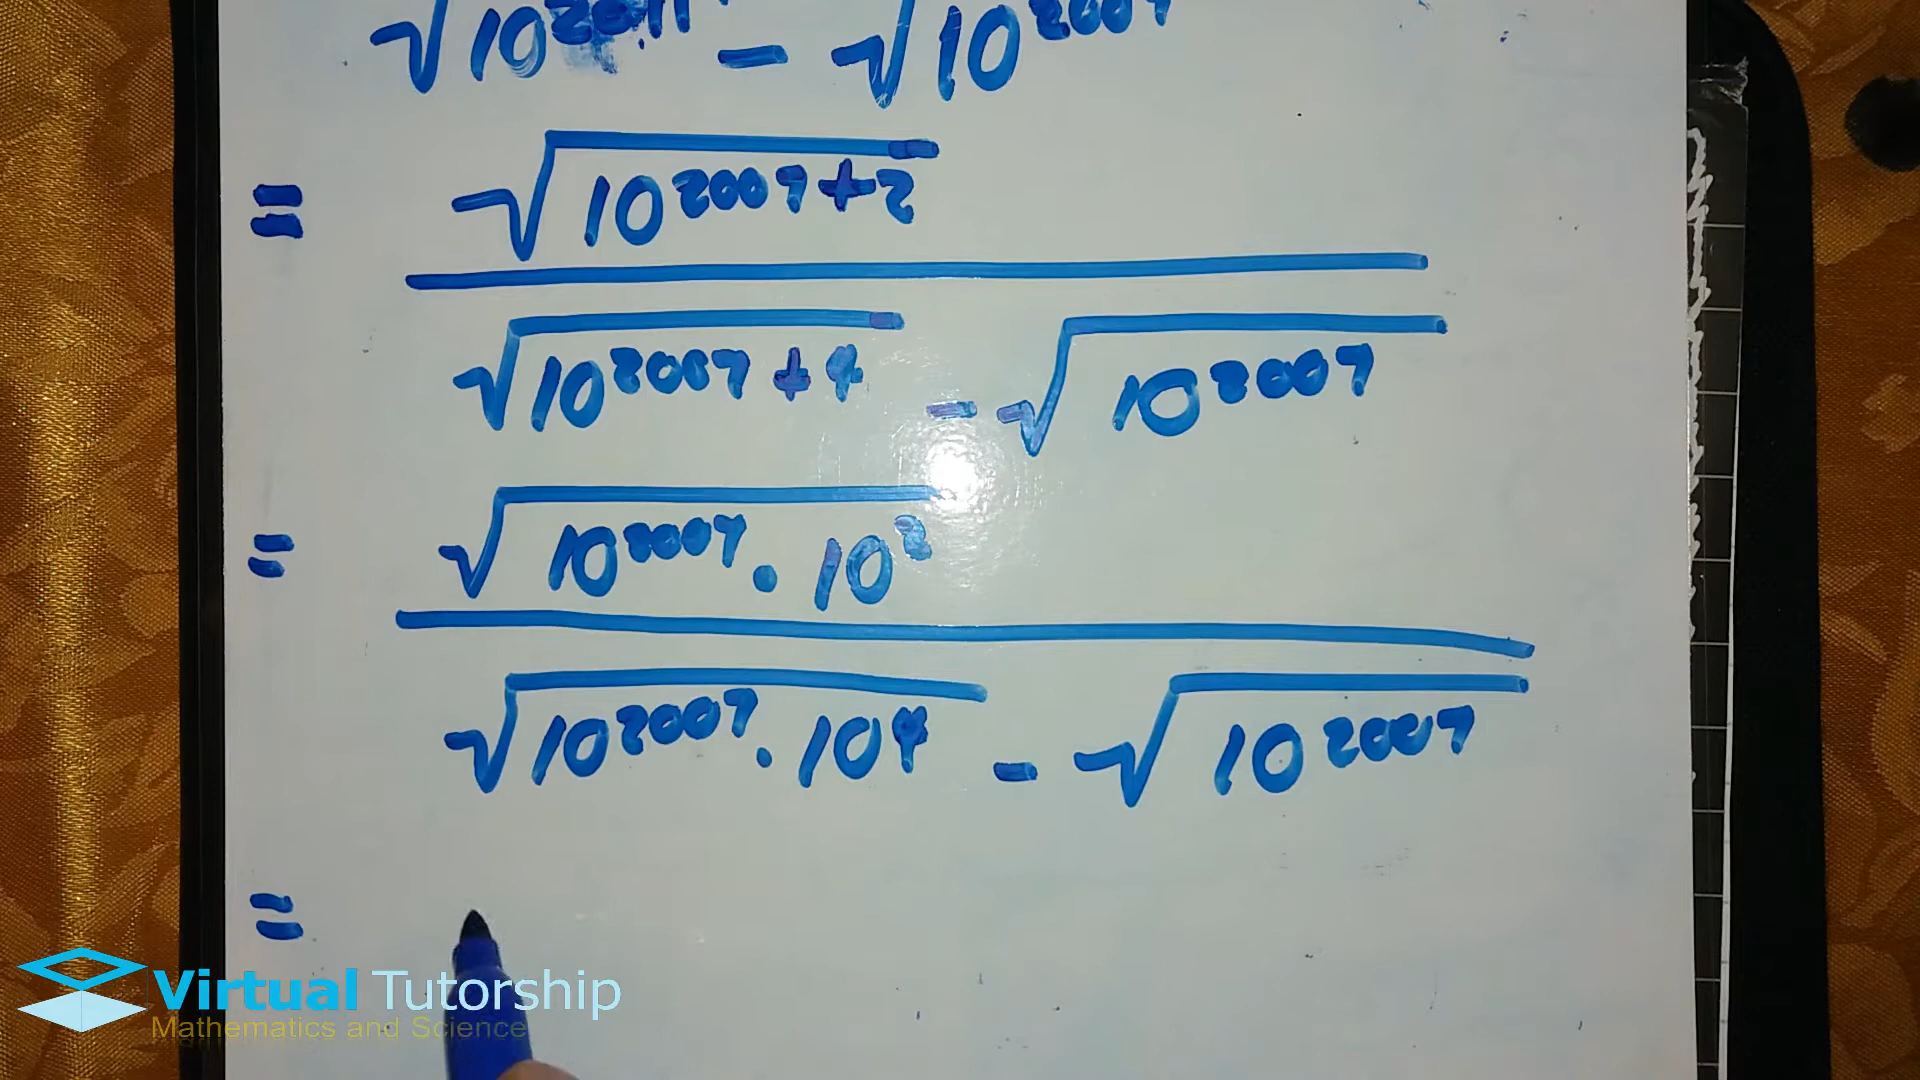 √10^2011 - √10^2007
= √10^2007+2
√10^2007+4 - √10^2007
= √10^2007 · 10^2
√10^2007 · 10^4 - √10^2007
=
Virtual Tutorship
Mathematics and Science